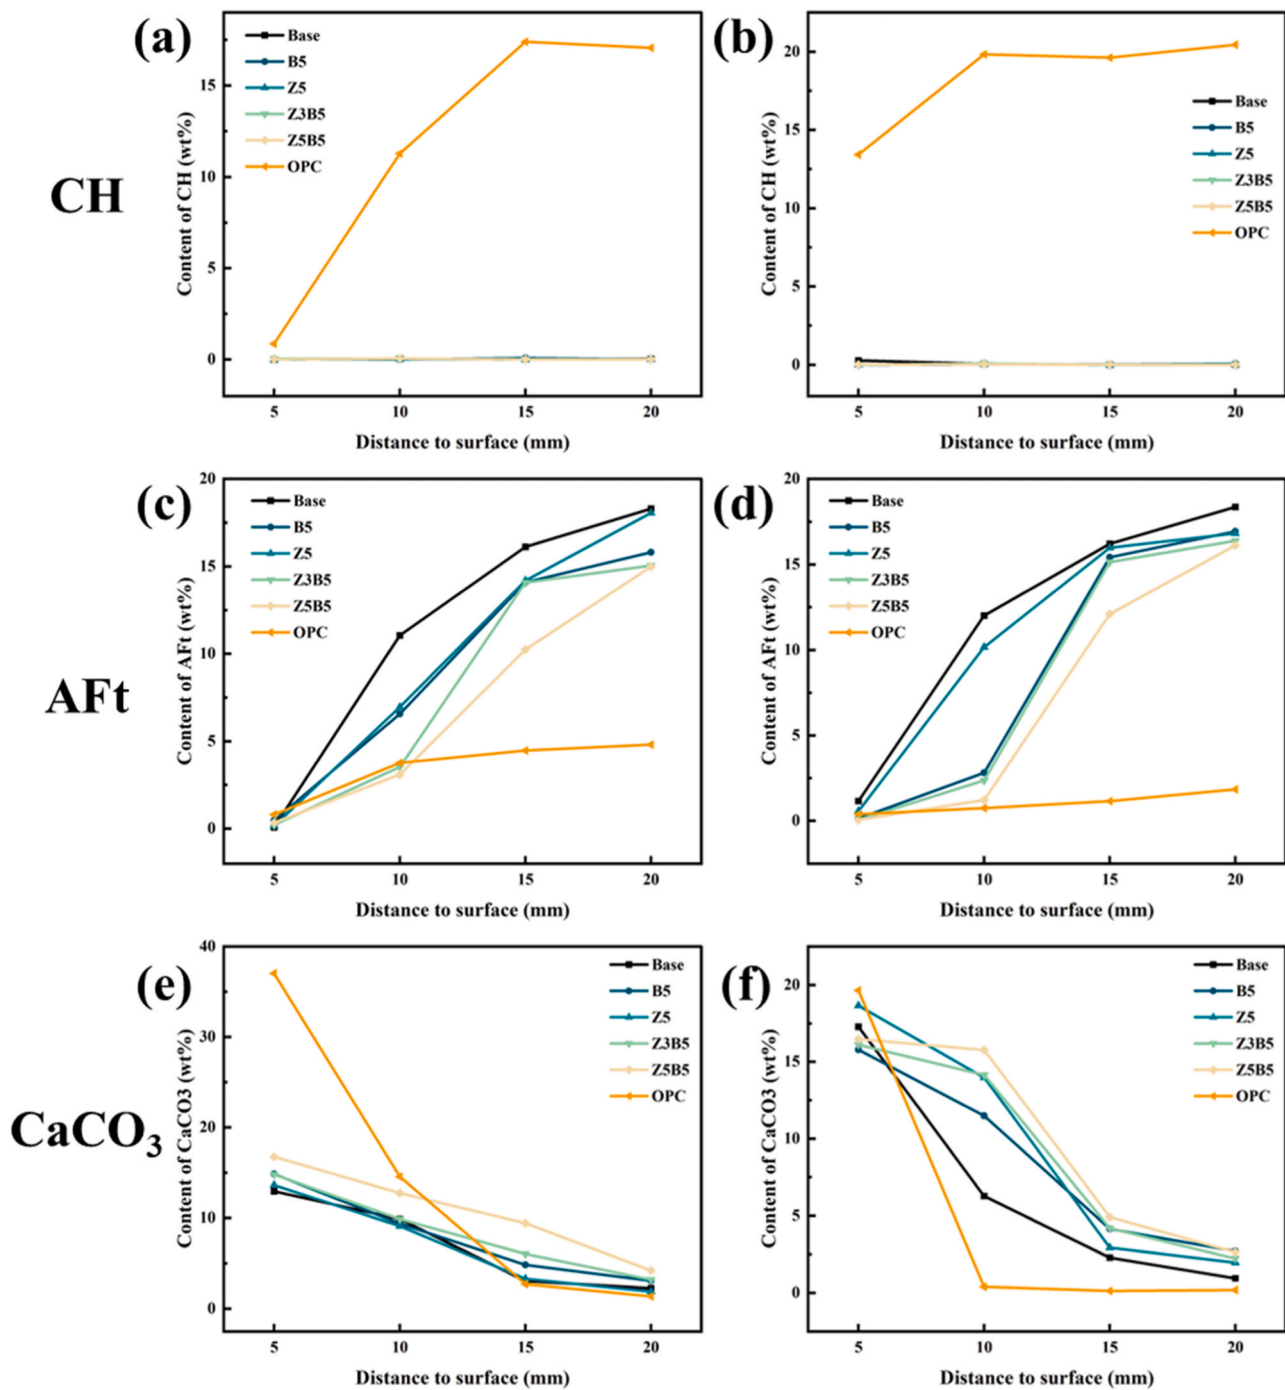 (a)
Base
B5
Z5
Z3B5
Z5B5
OPC
Content of CH (wt%)
15
10
5
0
5 10 15 20
Distance to surface (mm)
(b)
Base
B5
Z5
Z3B5
Z5B5
OPC
Content of CH (wt%)
20
15
10
5
0
5 10 15 20
Distance to surface (mm)
CH
(c)
Base
B5
Z5
Z3B5
Z5B5
OPC
Content of AFt (wt%)
20
15
10
5
0
5 10 15 20
Distance to surface (mm)
(d)
Base
B5
Z5
Z3B5
Z5B5
OPC
Content of AFt (wt%)
20
15
10
5
0
5 10 15 20
Distance to surface (mm)
AFt
(e)
Base
B5
Z5
Z3B5
Z5B5
OPC
Content of CaCO3 (wt%)
40
30
20
10
0
5 10 15 20
Distance to surface (mm)
(f)
Base
B5
Z5
Z3B5
Z5B5
OPC
Content of CaCO3 (wt%)
20
15
10
5
0
5 10 15 20
Distance to surface (mm)
CaCO₃